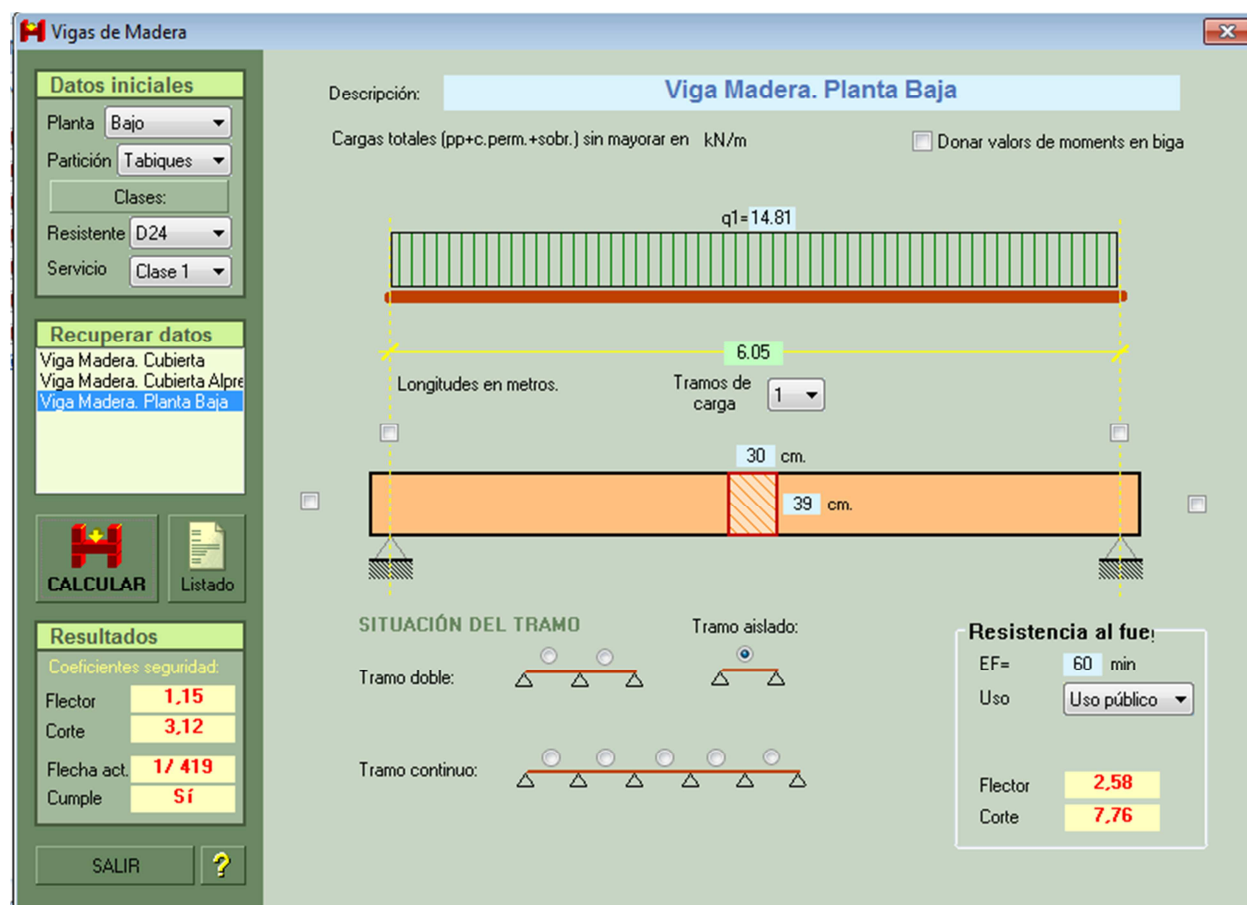 Vigas de Madera
Datos iniciales
Planta Bajo
Partición Tabiques
Clases:
Resistente D24
Servicio Clase 1
Recuperar datos
Viga Madera. Cubierta
Viga Madera. Cubierta Alpre
Viga Madera. Planta Baja
CALCULAR
Listado
Resultados
Coeficientes seguridad:
Flector 1,15
Corte 3,12
Flecha act. 1/ 419
Cumple Sí
SALIR ?
Descripción: Viga Madera. Planta Baja
Cargas totales (pp+c.perm.+sobr.) sin mayorar en kN/m
Donar valors de moments en biga
q1= 14.81
6.05
Longitudes en metros.
Tramos de carga 1
30 cm.
39 cm.
SITUACIÓN DEL TRAMO
Tramo aislado:
Tramo doble:
Tramo continuo:
Resistencia al fue
EF= 60 min
Uso Uso público
Flector 2,58
Corte 7,76